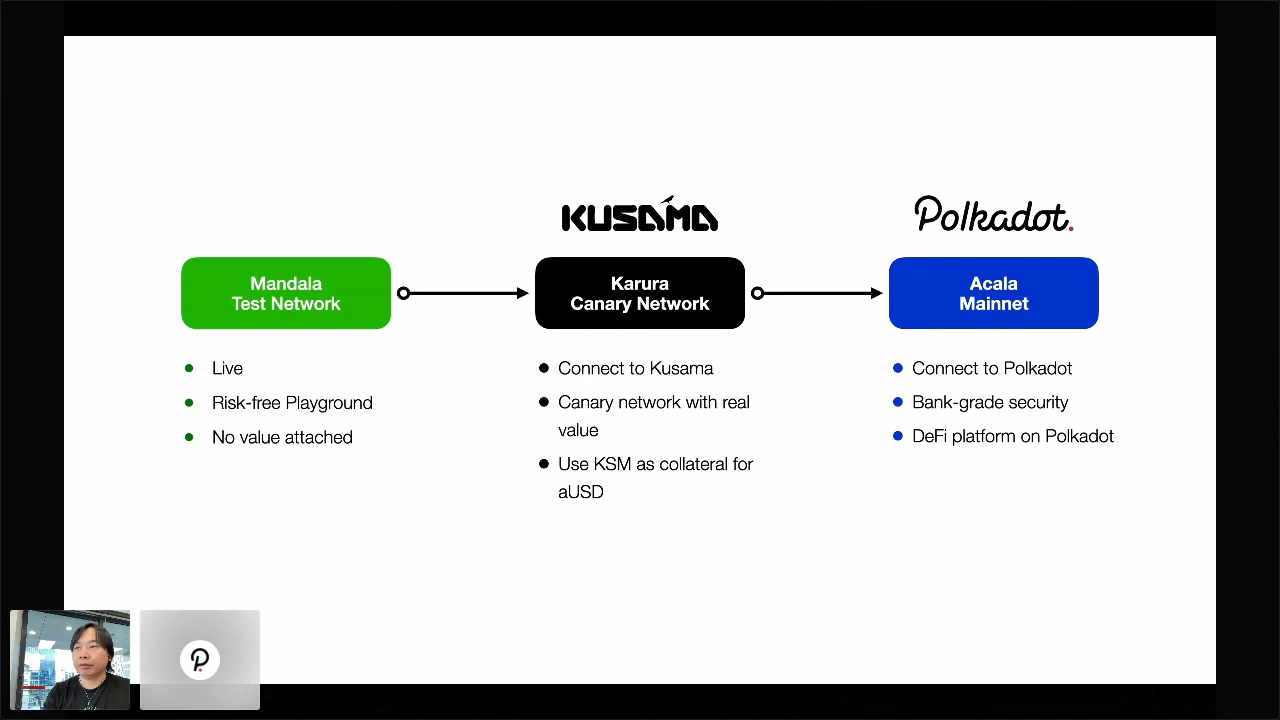 KUSAMA
Polkadot.
Mandala
Test Network
Karura
Canary Network
Acala
Mainnet
Live
Risk-free Playground
No value attached
Connect to Kusama
Canary network with real
value
Use KSM as collateral for
aUSD
Connect to Polkadot
Bank-grade security
DeFi platform on Polkadot